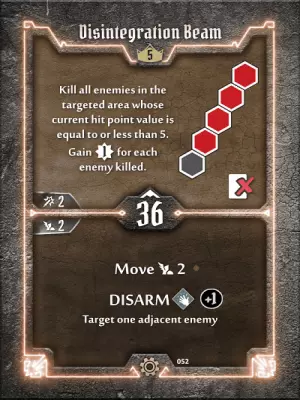 Disintegration Beam
5
Kill all enemies in the
targeted area whose
current hit point value is
equal to or less than 5.
Gain 1 for each
enemy killed.
2
36
2
Move 2
DISARM +1
Target one adjacent enemy
052